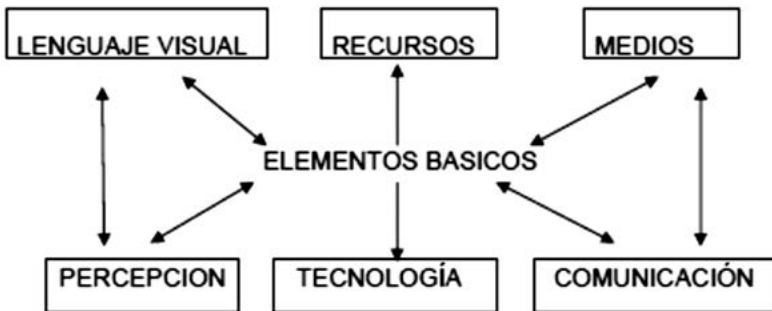 LENGUAJE VISUAL RECURSOS MEDIOS
ELEMENTOS BASICOS
PERCEPCION TECNOLOGÍA COMUNICACIÓN